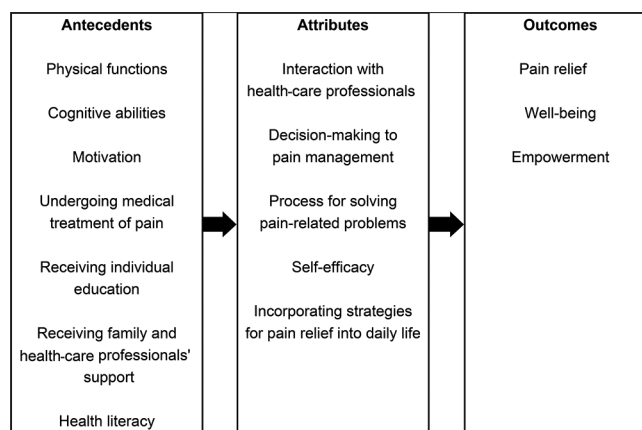 Antecedents
Physical functions
Cognitive abilities
Motivation
Undergoing medical
treatment of pain
Receiving individual
education
Receiving family and
health-care professionals'
support
Health literacy
Attributes
Interaction with
health-care professionals
Decision-making to
pain management
Process for solving
pain-related problems
Self-efficacy
Incorporating strategies
for pain relief into daily life
Outcomes
Pain relief
Well-being
Empowerment